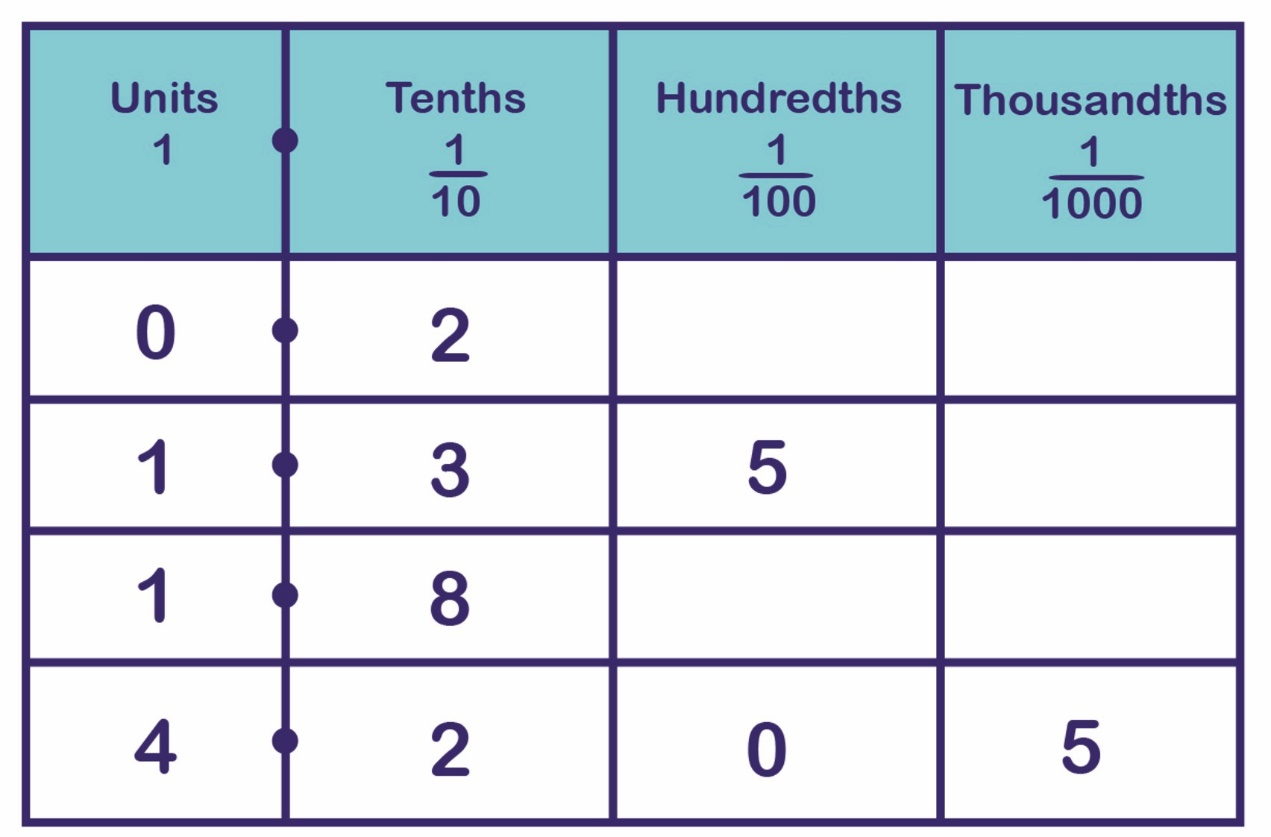 Units Tenths Hundredths Thousandths
1 • 1/10 1/100 1/1000
0 • 2
1 • 3 5
1 • 8
4 • 2 0 5